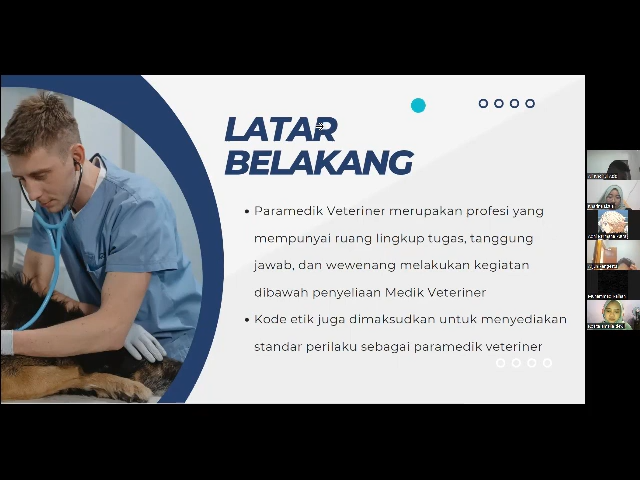 LATAR
BELAKANG
• Paramedik Veteriner merupakan profesi yang
mempunyai ruang lingkup tugas, tanggung
jawab, dan wewenang melakukan kegiatan
dibawah penyeliaan Medik Veteriner
• Kode etik juga dimaksudkan untuk menyediakan
standar perilaku sebagai paramedik veteriner